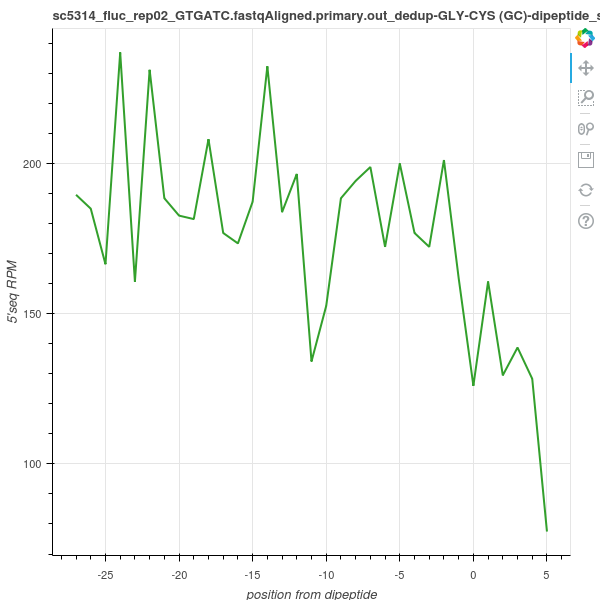 sc5314_fluc_rep02_GTGATC.fastqAligned.primary.out_dedup-GLY-CYS (GC)-dipeptide_s
200
150
100
5'seq RPM
-25 -20 -15 -10 -5 0 5
position from dipeptide